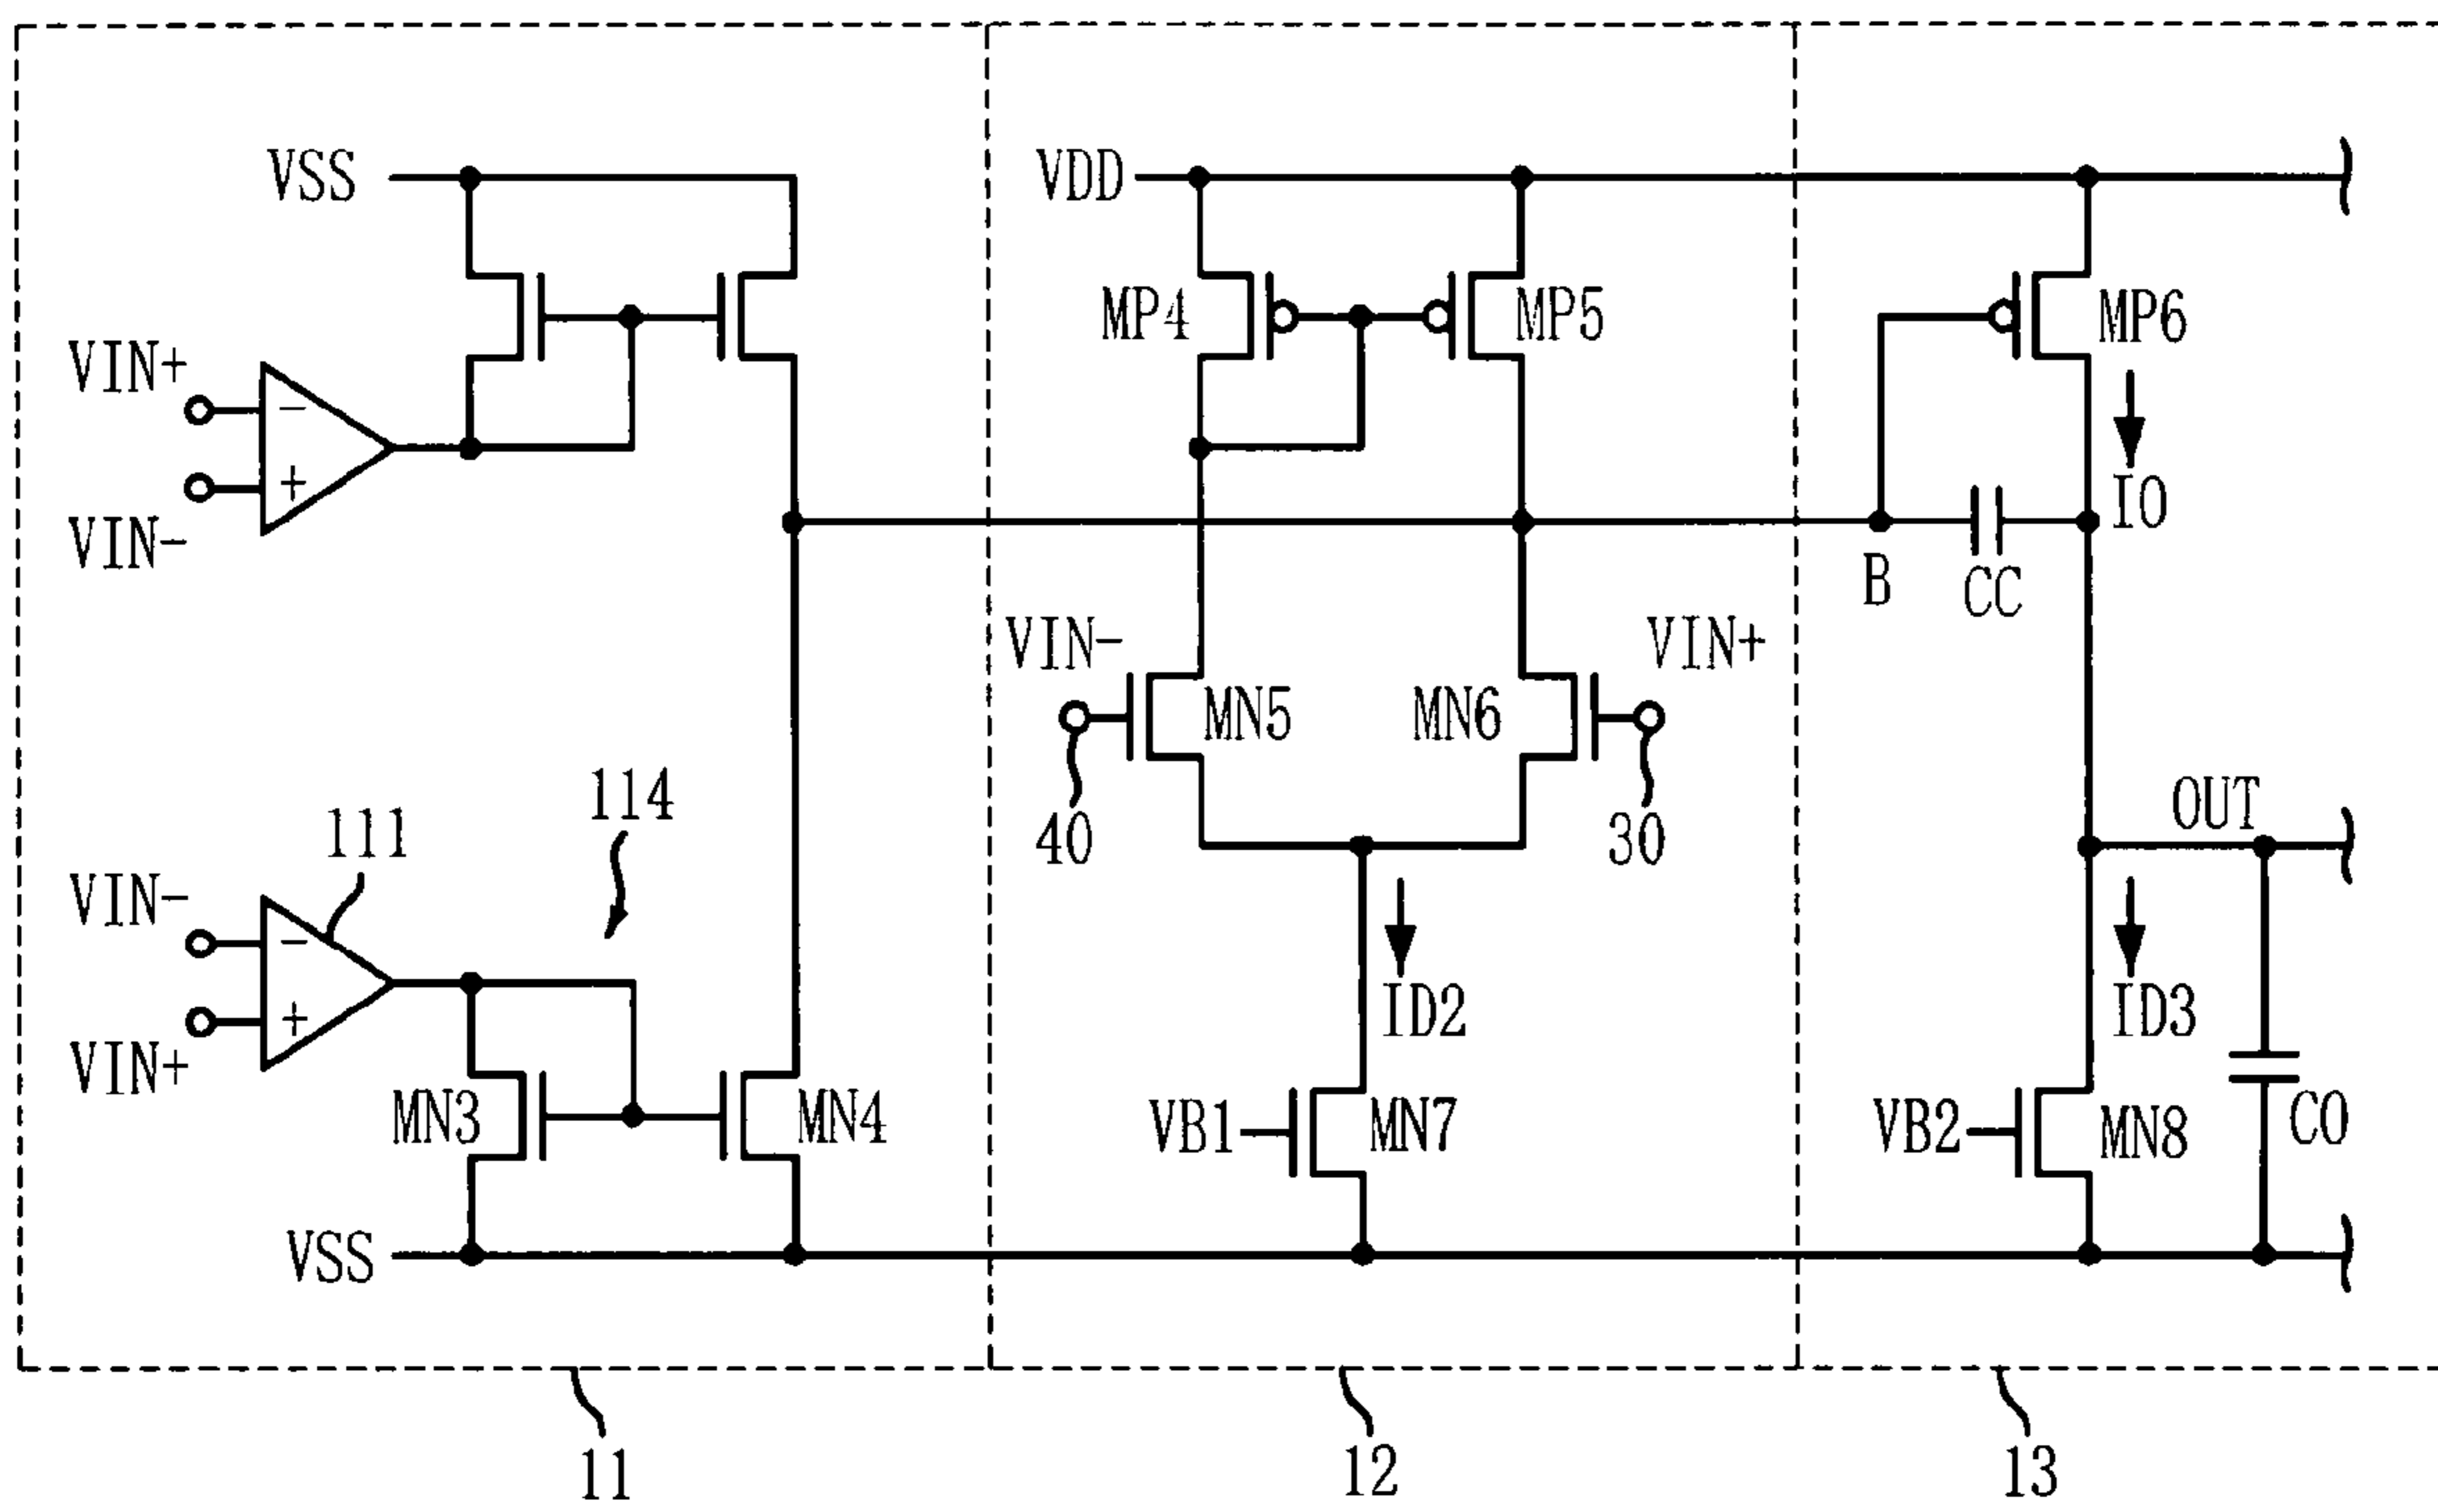 VSS
VDD
MP4
MP5
MP6
VIN+
−
+
VIN-
IO
B
CC
VIN-
VIN+
MN5
MN6
40
30
OUT
114
111
VIN-
−
+
VIN+
ID2
ID3
MN3
MN4
VB1
MN7
VB2
MN8
CO
VSS
11
12
13